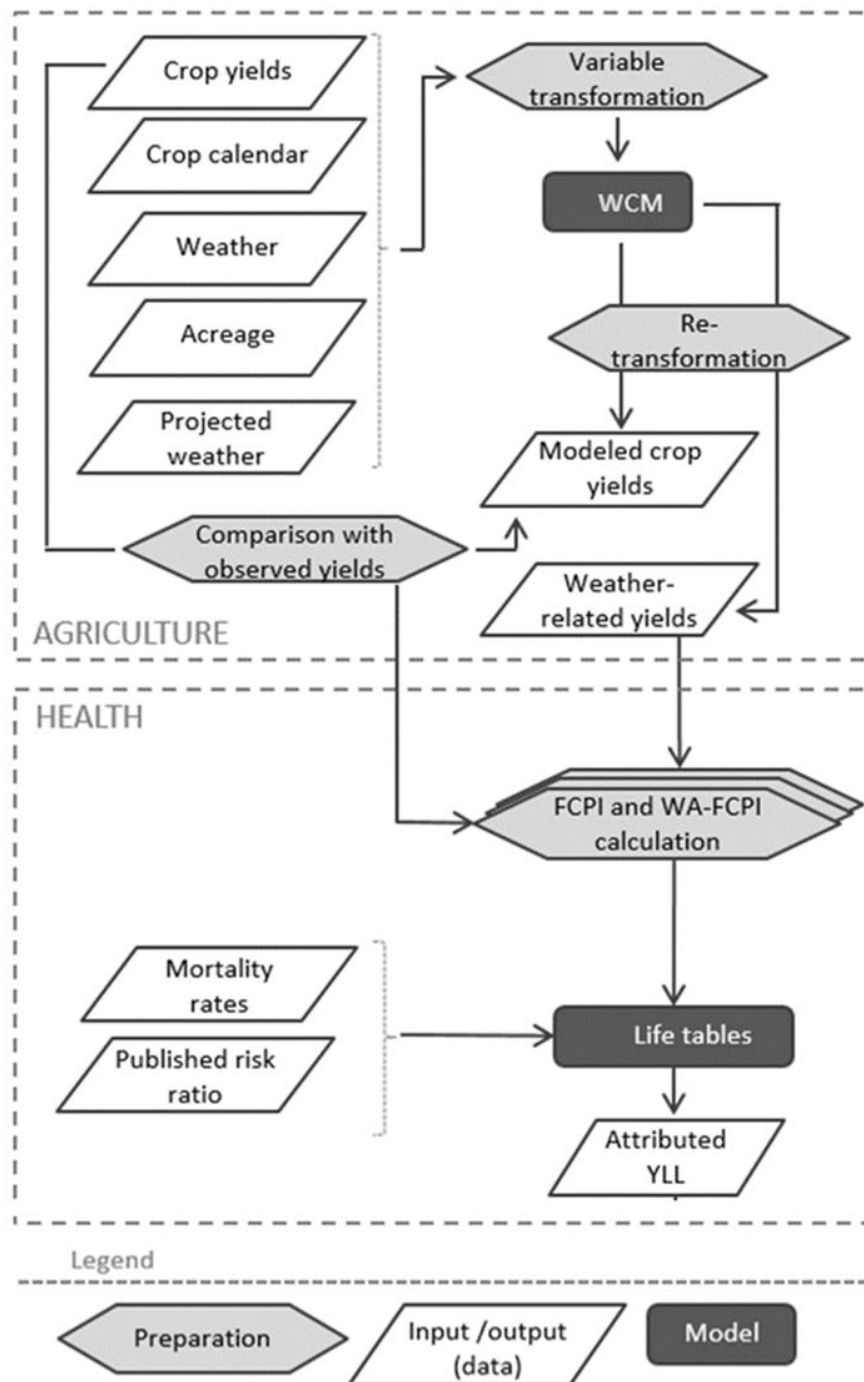 Crop yields
Crop calendar
Weather
Acreage
Projected
weather
Variable
transformation
WCM
Re-
transformation
Modeled crop
yields
Comparison with
observed yields
Weather-
related yields
AGRICULTURE
HEALTH
FCPI and WA-FCPI
calculation
Mortality
rates
Published risk
ratio
Life tables
Attributed
YLL
Legend
Preparation
Input /output
(data)
Model